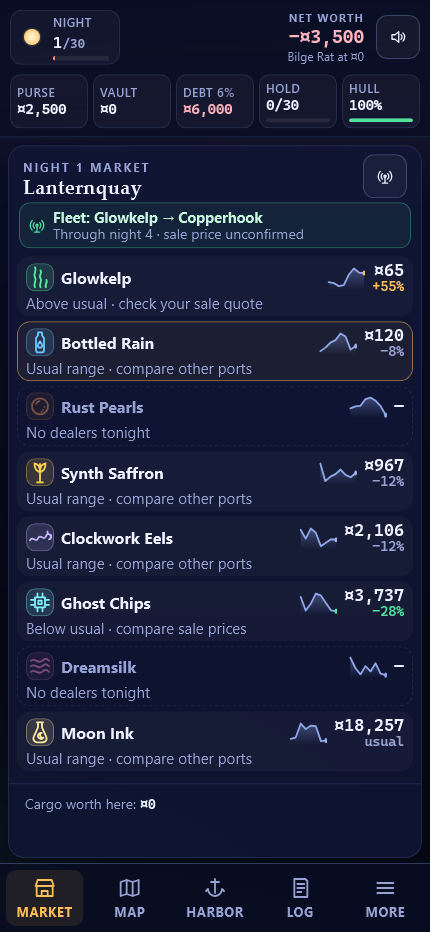 NIGHT
1/30
NET WORTH
−¤3,500
Bilge Rat at ¤0
PURSE
¤2,500
VAULT
¤0
DEBT 6%
¤6,000
HOLD
0/30
HULL
100%
NIGHT 1 MARKET
Lanternquay
Fleet: Glowkelp → Copperhook
Through night 4 · sale price unconfirmed
Glowkelp
¤65
+55%
Above usual · check your sale quote
Bottled Rain
¤120
−8%
Usual range · compare other ports
Rust Pearls
—
No dealers tonight
Synth Saffron
¤967
−12%
Usual range · compare other ports
Clockwork Eels
¤2,106
−12%
Usual range · compare other ports
Ghost Chips
¤3,737
−28%
Below usual · compare sale prices
Dreamsilk
—
No dealers tonight
Moon Ink
¤18,257
usual
Usual range · compare other ports
Cargo worth here: ¤0
MARKET
MAP
HARBOR
LOG
MORE